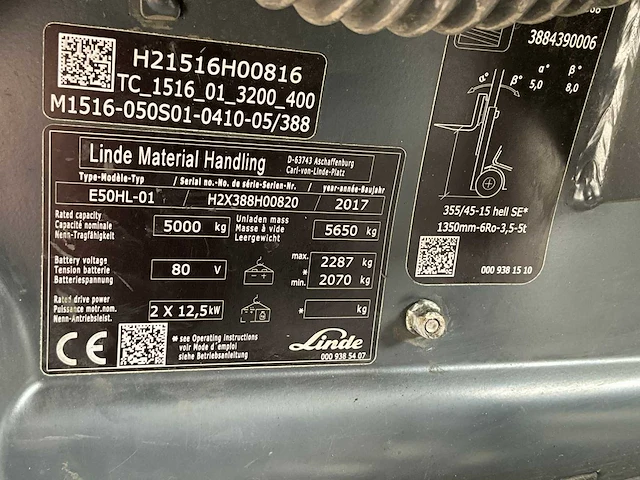 H21516H00816
TC_1516_01_3200_400
M1516-050S01-0410-05/388
Linde Material Handling
D-63743 Aschaffenburg
Carl-von-Linde-Platz
Type-Modèle-Typ / Serial no.-No. de série-Serien-Nr. / year-année-Baujahr
E50HL-01 / H2X388H00820 / 2017
Rated capacity
Capacité nominale
Nenn-Tragfähigkeit
5000 kg
Unladen mass
Masse à vide
Leergewicht
5650 kg
Battery voltage
Tension batterie
Batteriespannung
80 V
*
max. 2287 kg
min. 2070 kg
Rated drive power
Puissance motr.nom.
Nenn-Antriebsleist.
2 X 12,5 kW
* kg
CE
* see Operating Instructions
voir Mode d'emploi
siehe Betriebsanleitung
Linde
000 938 54 07
3884390006
α° β°
5,0 8,0
α β
355/45-15 hell SE*
1350mm-6Ro-3,5-5t
000 938 15 10